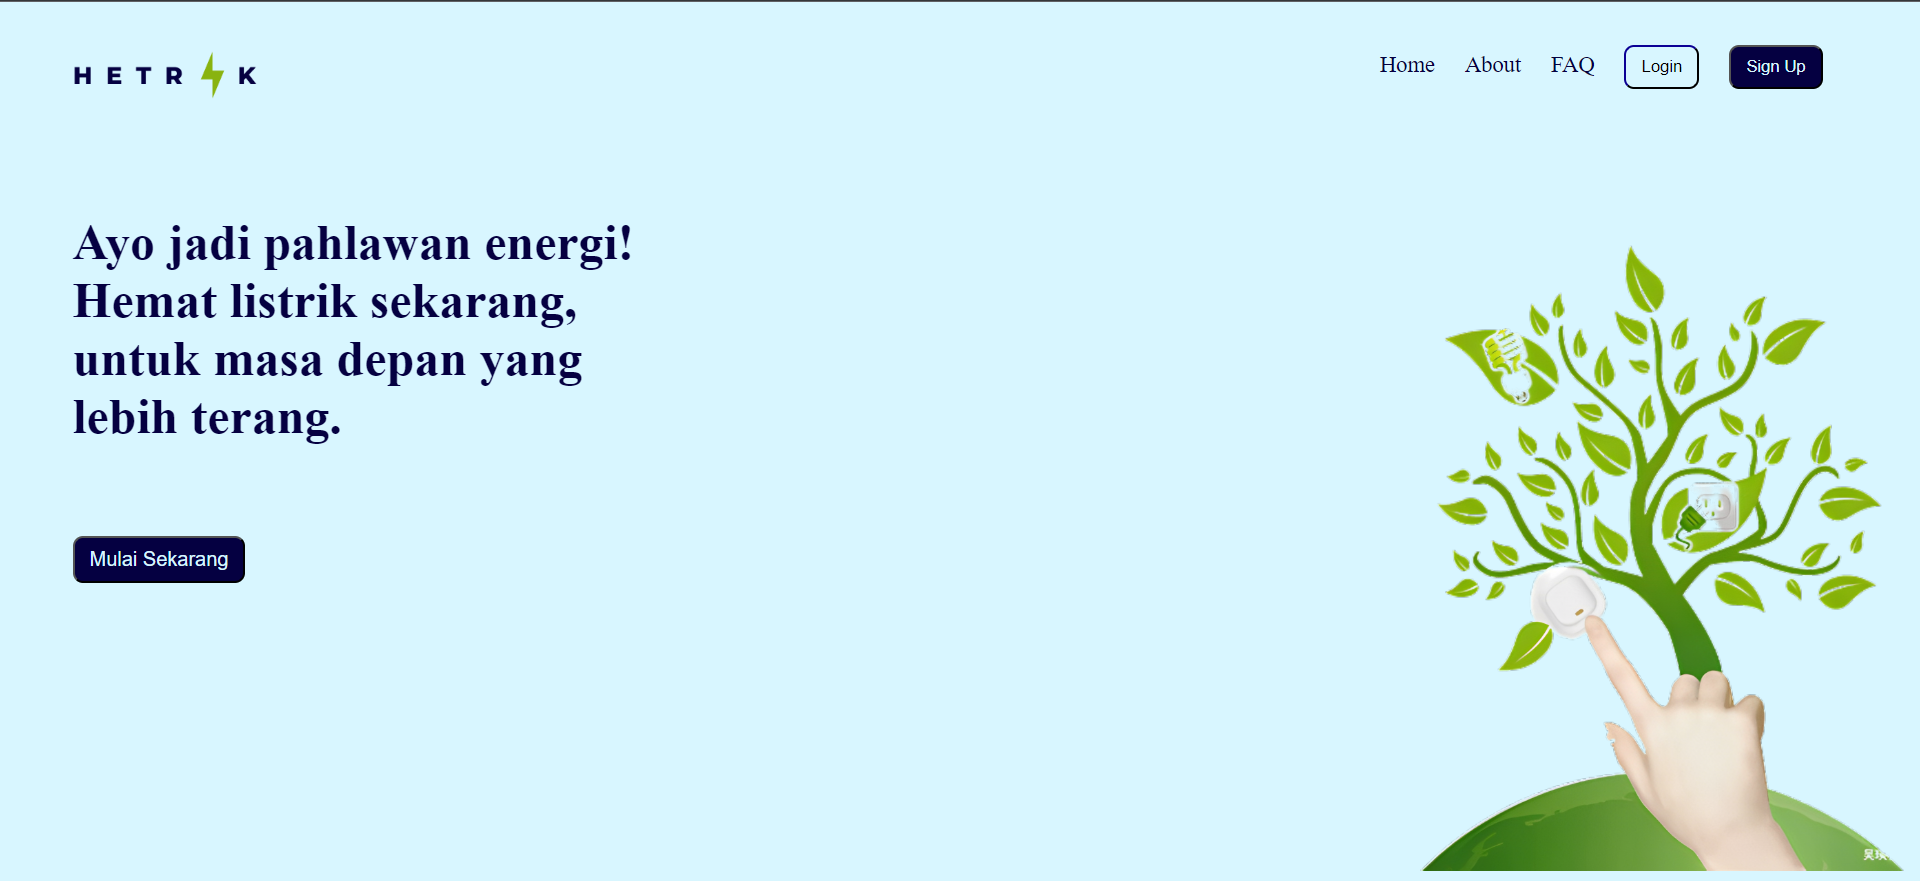 HETR⚡K
Home About FAQ Login Sign Up
Ayo jadi pahlawan energi!
Hemat listrik sekarang,
untuk masa depan yang
lebih terang.
Mulai Sekarang